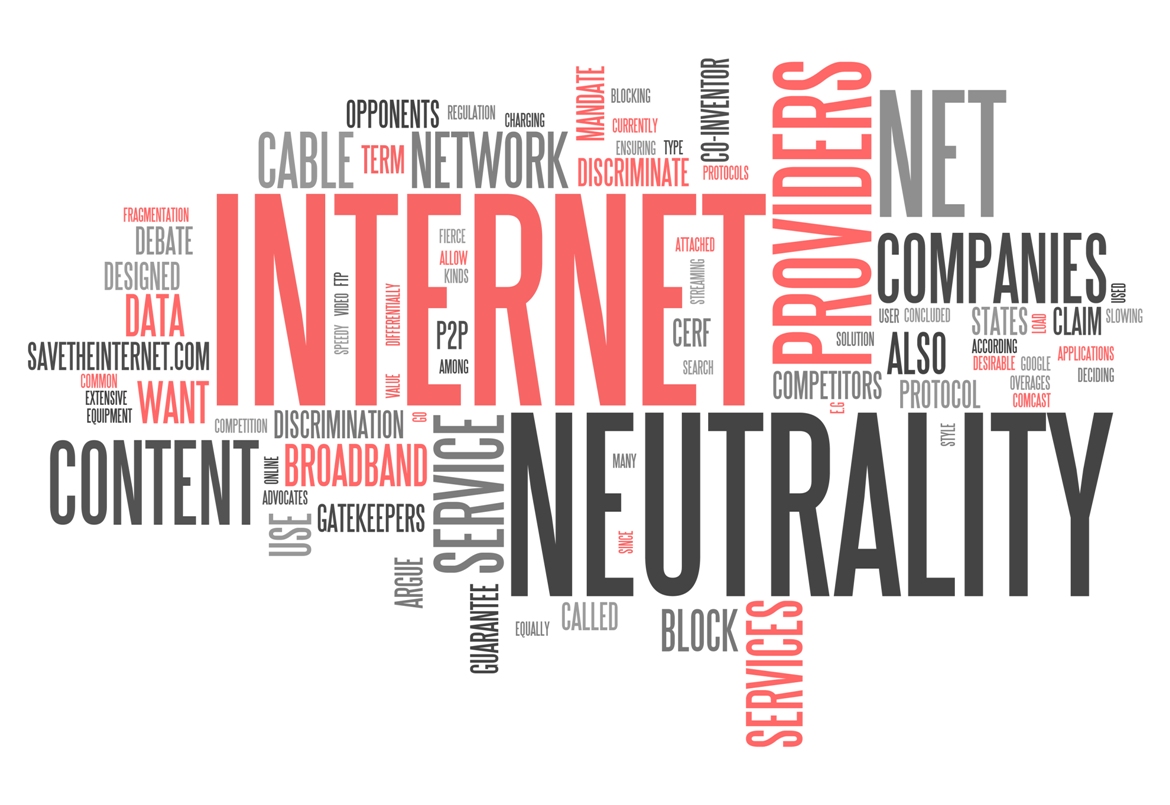 OPPONENTS
REGULATION
CHARGING
MANDATE
BLOCKING
CURRENTLY
ENSURING
TYPE
CO-INVENTOR
CABLE
TERM
NETWORK
DISCRIMINATE
PROTOCOLS
PROVIDERS
NET
FRAGMENTATION
DEBATE
DESIGNED
DATA
SAVETHEINTERNET.COM
COMMON
EXTENSIVE
EQUIPMENT
WANT
INTERNET
SPEEDY
VIDEO
FTP
DIFFERENTIALLY
VALUE
FIERCE
ALLOW
KINDS
P2P
AMONG
ATTACHED
STREAMING
CERF
SEARCH
COMPANIES
USED
USER
CONCLUDED
STATES
LOAD
CLAIM
SLOWING
SOLUTION
ALSO
ACCORDING
DESIRABLE
GOOGLE
APPLICATIONS
DECIDING
OVERAGES
COMCAST
COMPETITORS
E.G
PROTOCOL
COMPETITION
DISCRIMINATION
GO
CONTENT
ONLINE
BROADBAND
ADVOCATES
USE
GATEKEEPERS
SERVICE
NEUTRALITY
MANY
SINCE
STYLE
ARGUE
GUARANTEE
EQUALLY
CALLED
BLOCK
SERVICES